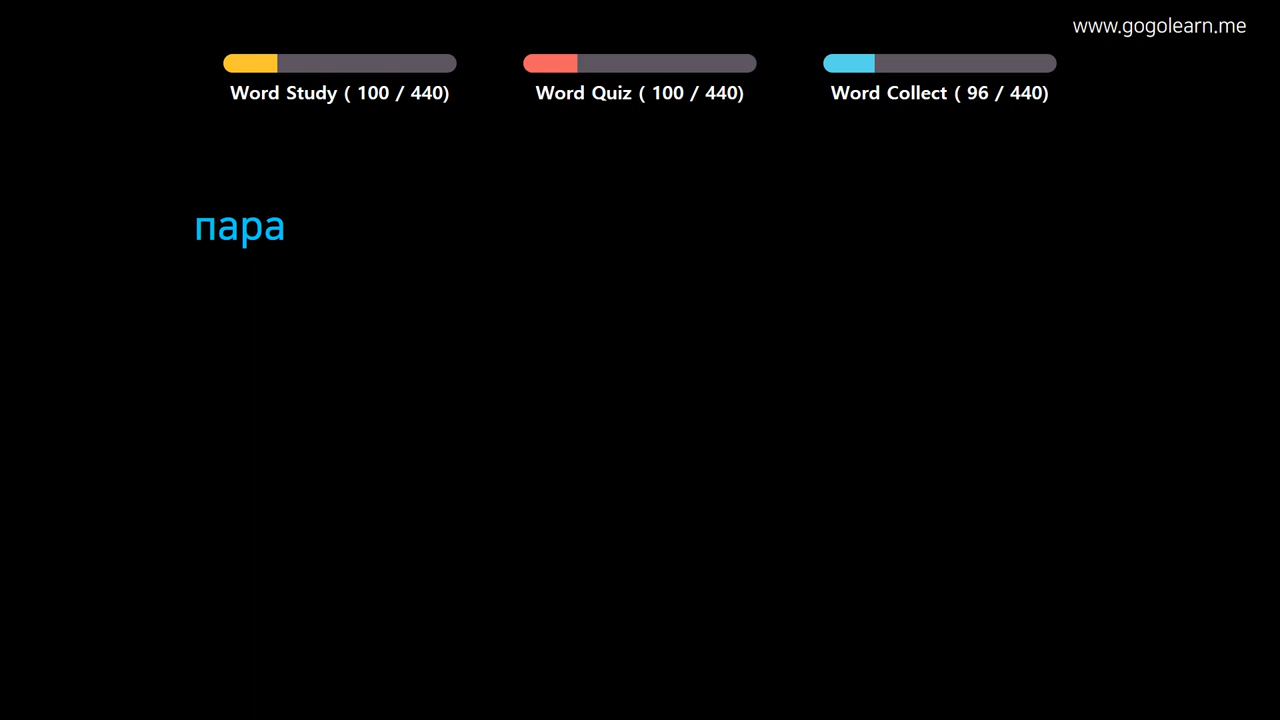 www.gogolearn.me
Word Study ( 100 / 440)
Word Quiz ( 100 / 440)
Word Collect ( 96 / 440)
пара